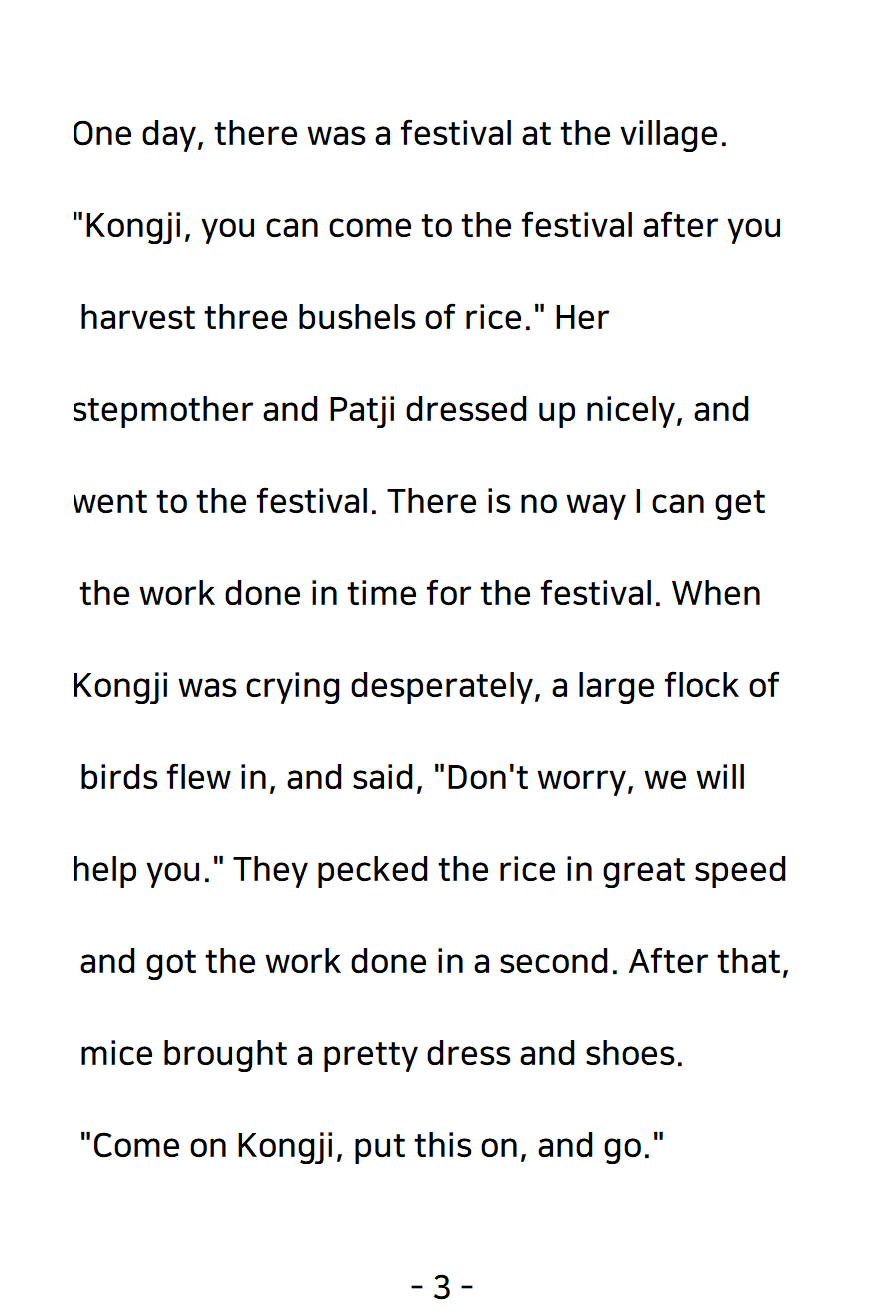 One day, there was a festival at the village.
"Kongji, you can come to the festival after you
harvest three bushels of rice." Her
stepmother and Patji dressed up nicely, and
went to the festival. There is no way I can get
the work done in time for the festival. When
Kongji was crying desperately, a large flock of
birds flew in, and said, "Don't worry, we will
help you." They pecked the rice in great speed
and got the work done in a second. After that,
mice brought a pretty dress and shoes.
"Come on Kongji, put this on, and go."
- 3 -